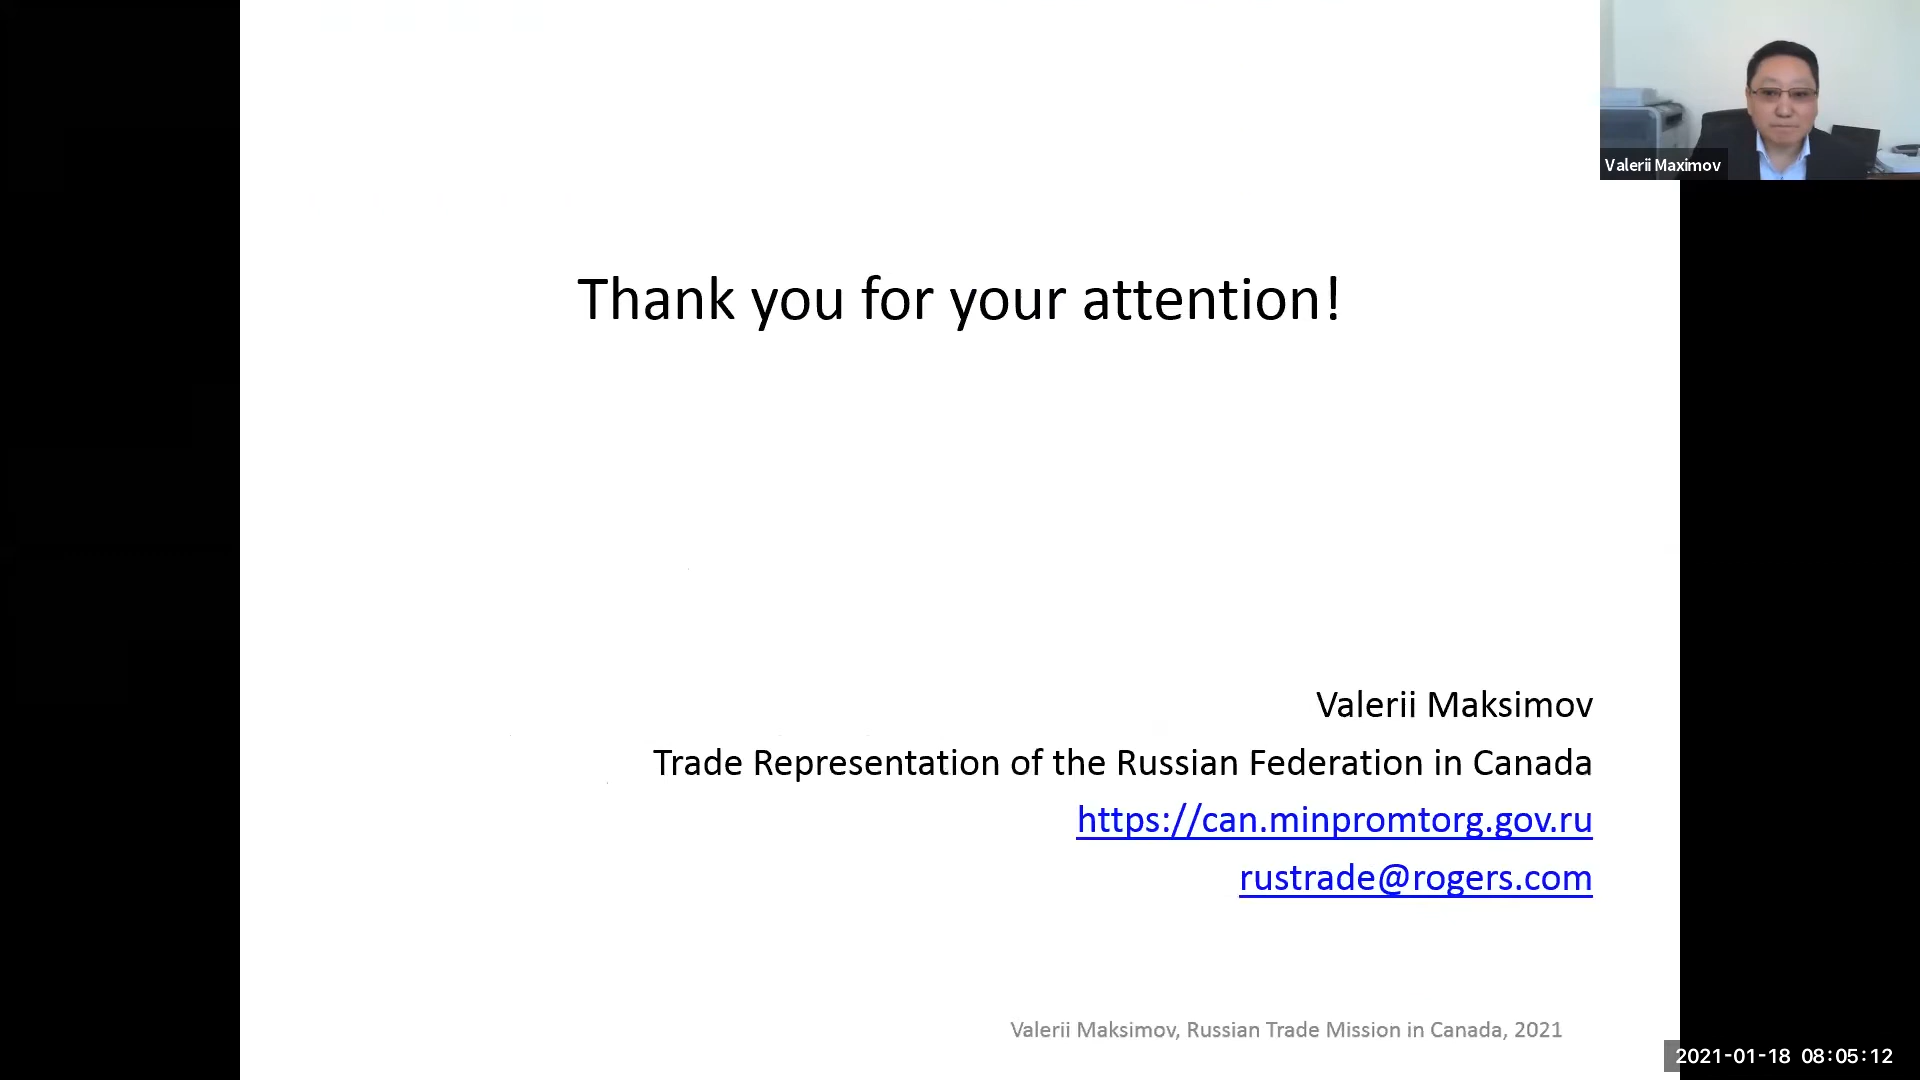 Valerii Maximov
Thank you for your attention!
Valerii Maksimov
Trade Representation of the Russian Federation in Canada
https://can.minpromtorg.gov.ru
rustrade@rogers.com
Valerii Maksimov, Russian Trade Mission in Canada, 2021
2021-01-18 08:05:12